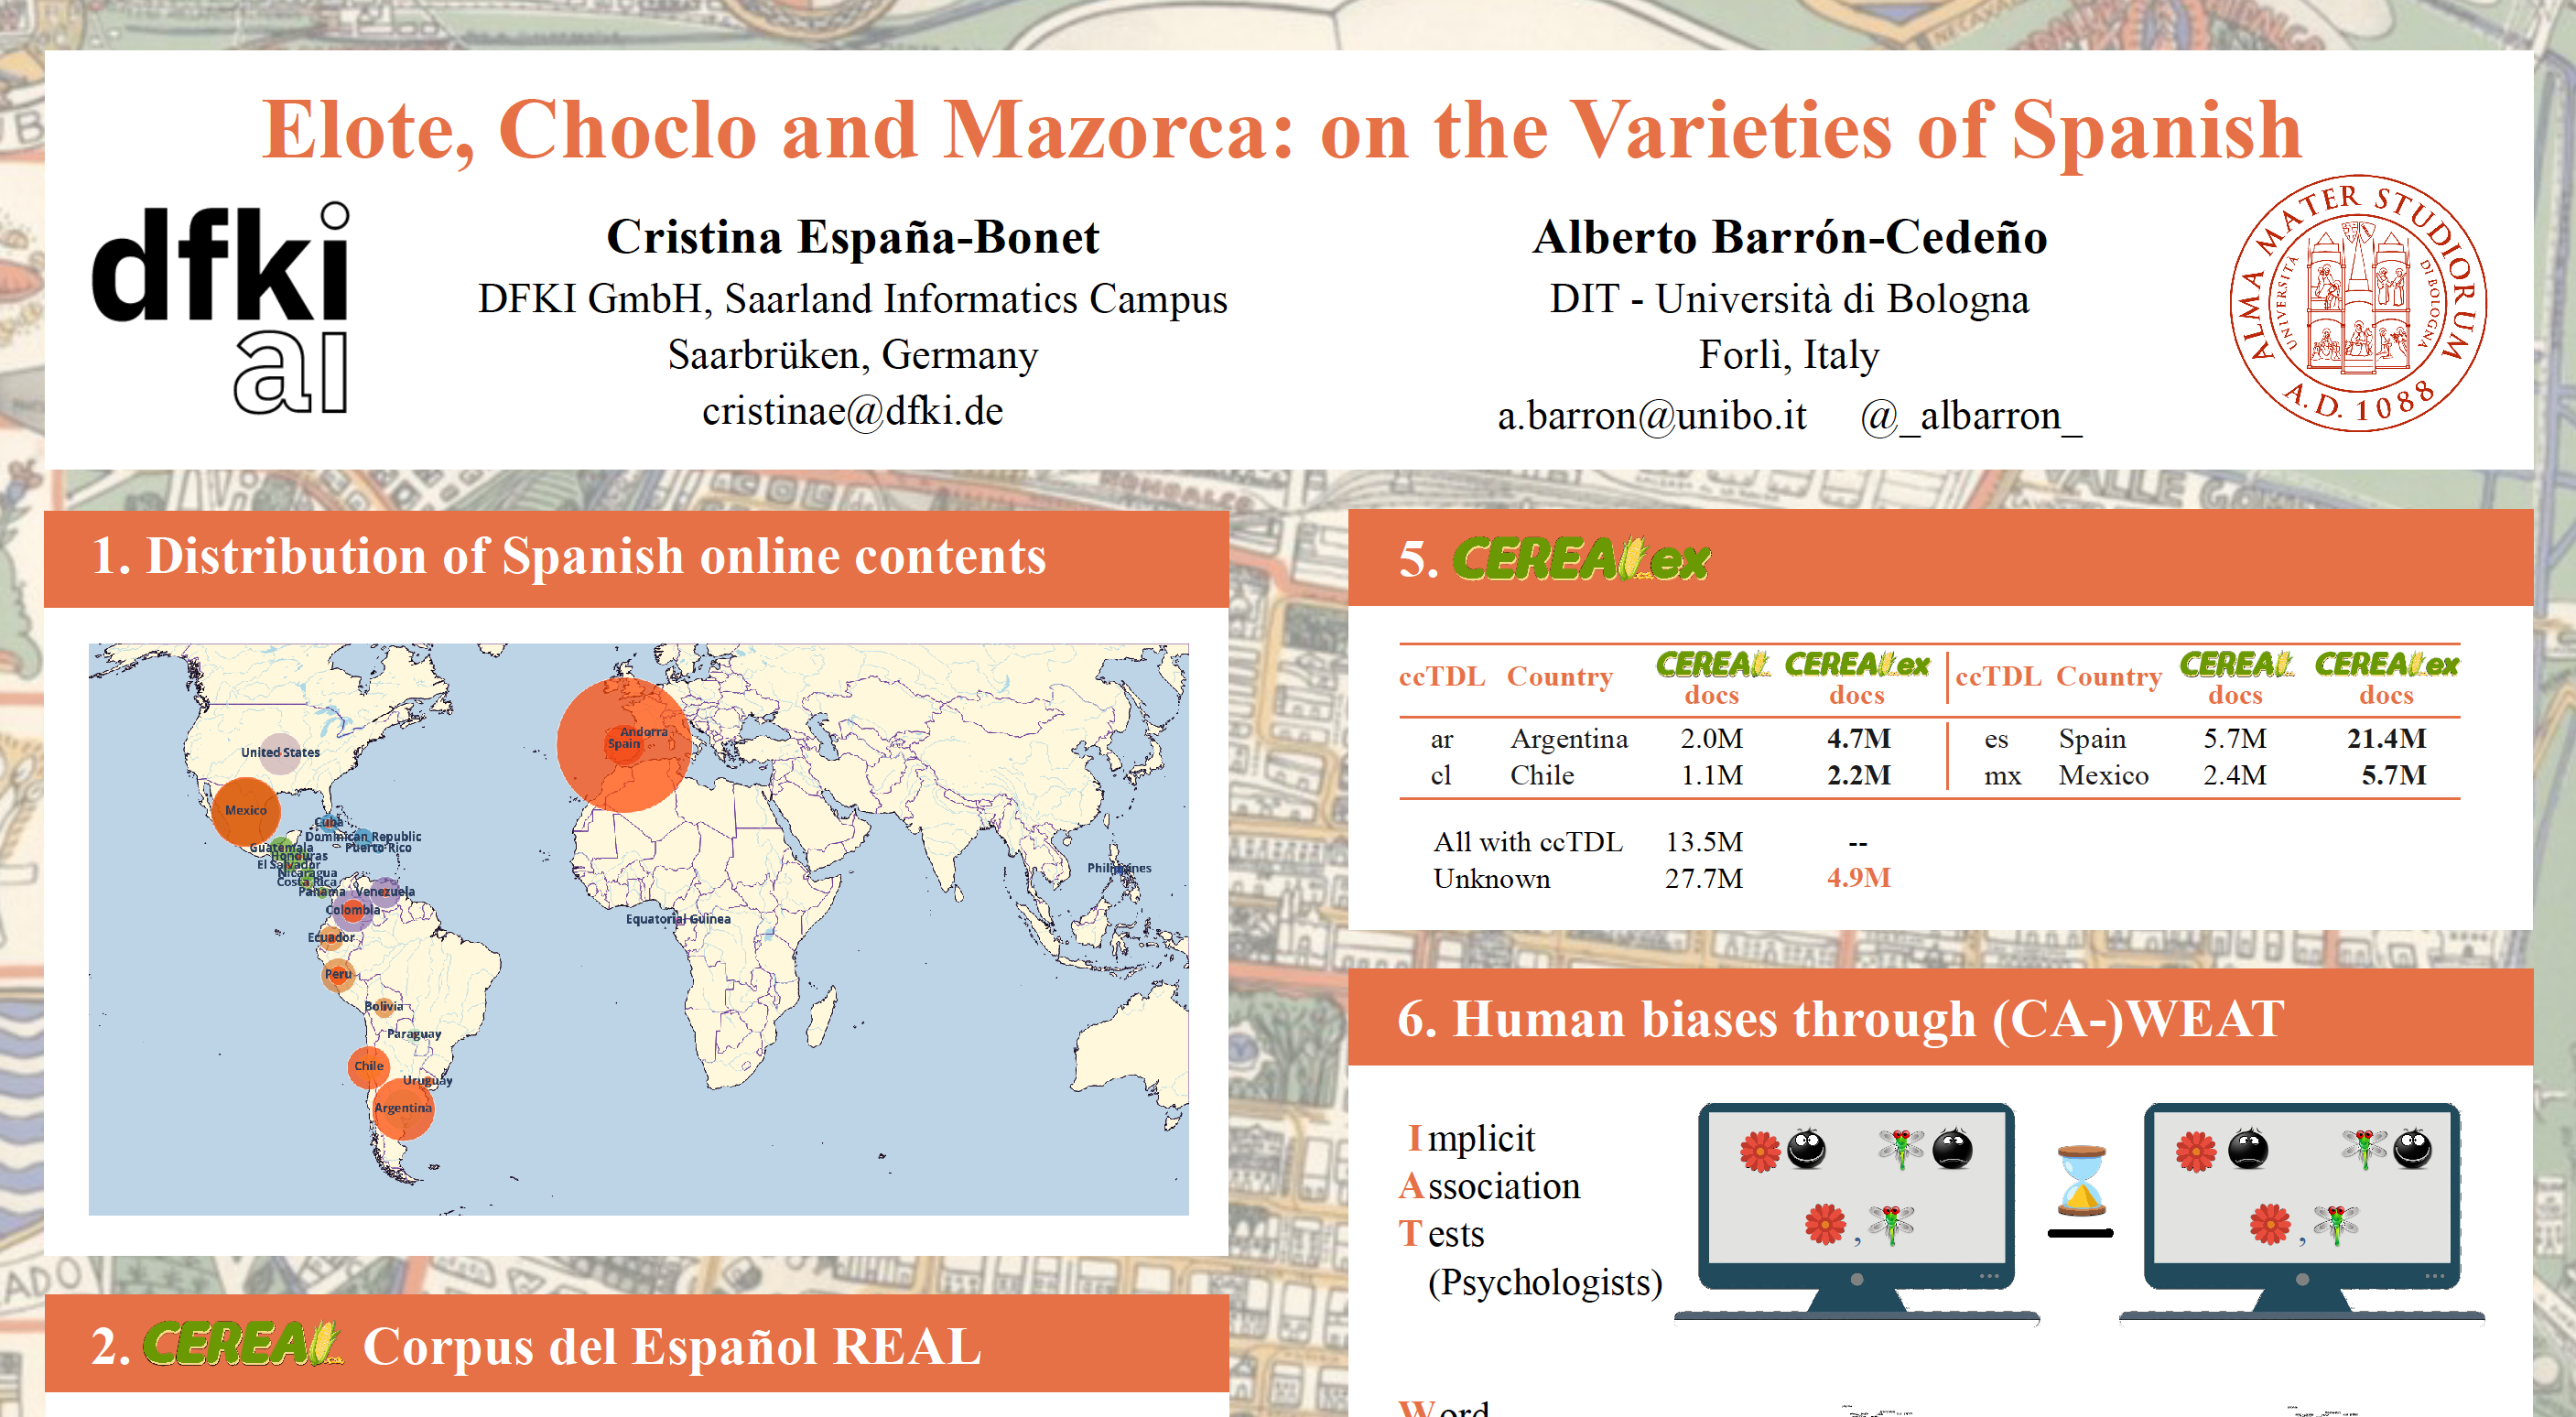 Elote, Choclo and Mazorca: on the Varieties of Spanish
dfki
ai
Cristina España-Bonet
DFKI GmbH, Saarland Informatics Campus
Saarbrüken, Germany
cristinae@dfki.de
Alberto Barrón-Cedeño
DIT - Università di Bologna
Forlì, Italy
a.barron@unibo.it @_albarron_
ALMA MATER STUDIORUM
UNIVERSITÀ DI BOLOGNA
A.D. 1088
1. Distribution of Spanish online contents
United States
Mexico
Cuba
Dominican Republic
Guatemala
Puerto Rico
Honduras
El Salvador
Nicaragua
Costa Rica
Panama
Venezuela
Colombia
Ecuador
Peru
Bolivia
Paraguay
Chile
Uruguay
Argentina
Andorra
Spain
Equatorial Guinea
Philippines
2. CEREAL Corpus del Español REAL
5. CEREALex
ccTDL Country CEREAL docs CEREALex docs ccTDL Country CEREAL docs CEREALex docs
ar Argentina 2.0M 4.7M es Spain 5.7M 21.4M
cl Chile 1.1M 2.2M mx Mexico 2.4M 5.7M
All with ccTDL 13.5M --
Unknown 27.7M 4.9M
6. Human biases through (CA-)WEAT
Implicit
Association
Tests
(Psychologists)
Word